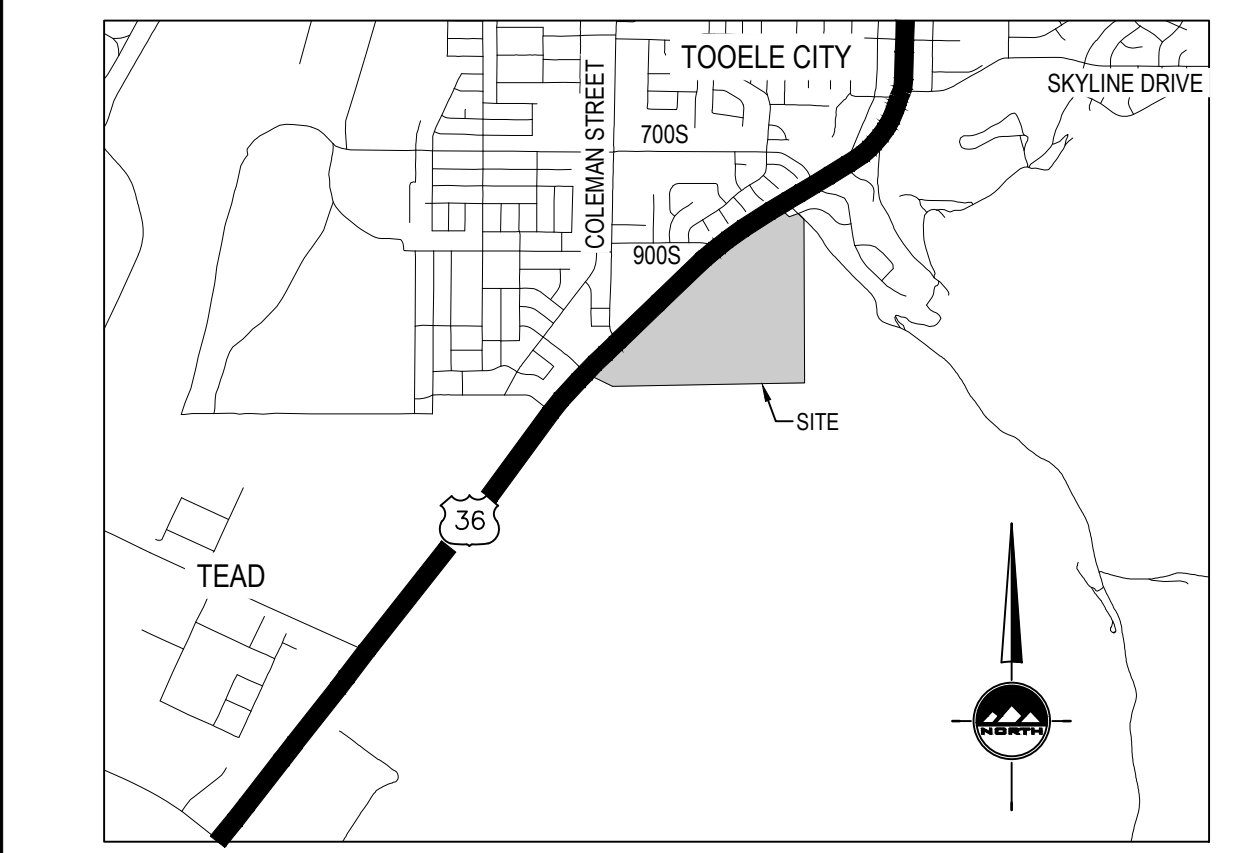 TOOELE CITY
SKYLINE DRIVE
COLEMAN STREET
700S
900S
SITE
36
TEAD
NORTH